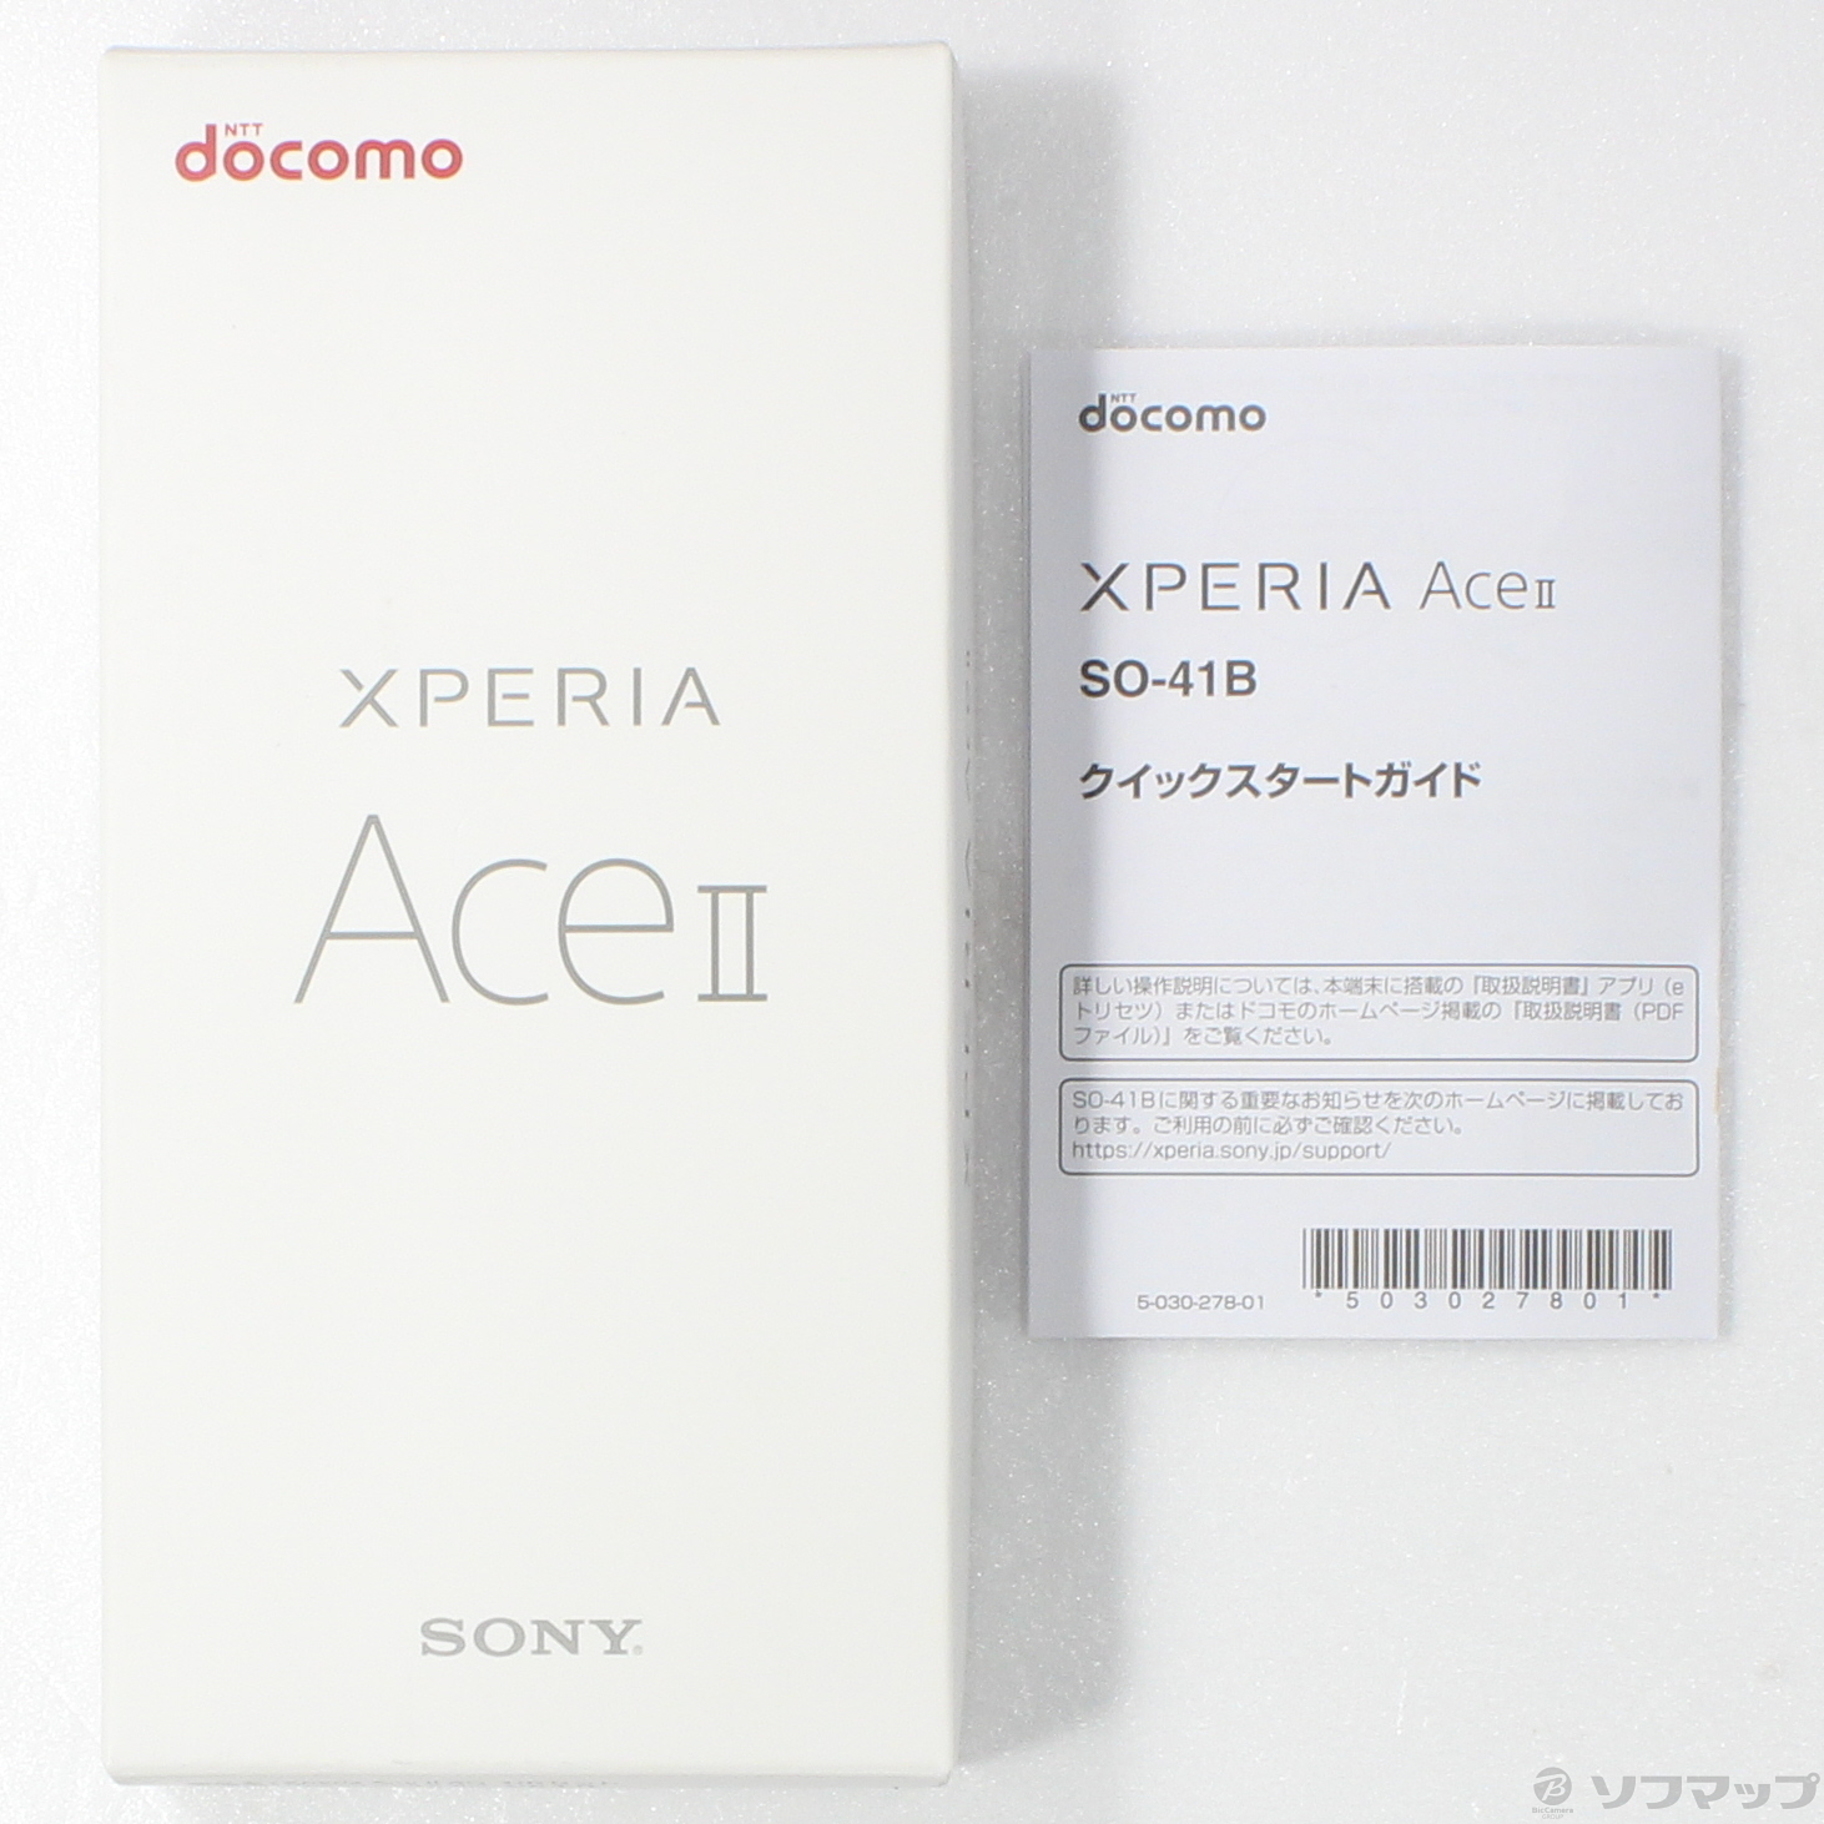 NTT
docomo
XPERIA
Ace II
SONY
NTT
docomo
XPERIA Ace II
SO-41B
クイックスタートガイド
詳しい操作説明については、本端末に搭載の『取扱説明書』アプリ（e
トリセツ）またはドコモのホームページ掲載の『取扱説明書（PDF
ファイル）』をご覧ください。
SO-41Bに関する重要なお知らせを次のホームページに掲載してお
ります。ご利用の前に必ずご確認ください。
https://xperia.sony.jp/support/
5-030-278-01
*503027801*
BicCamera
GROUP
ソフマップ